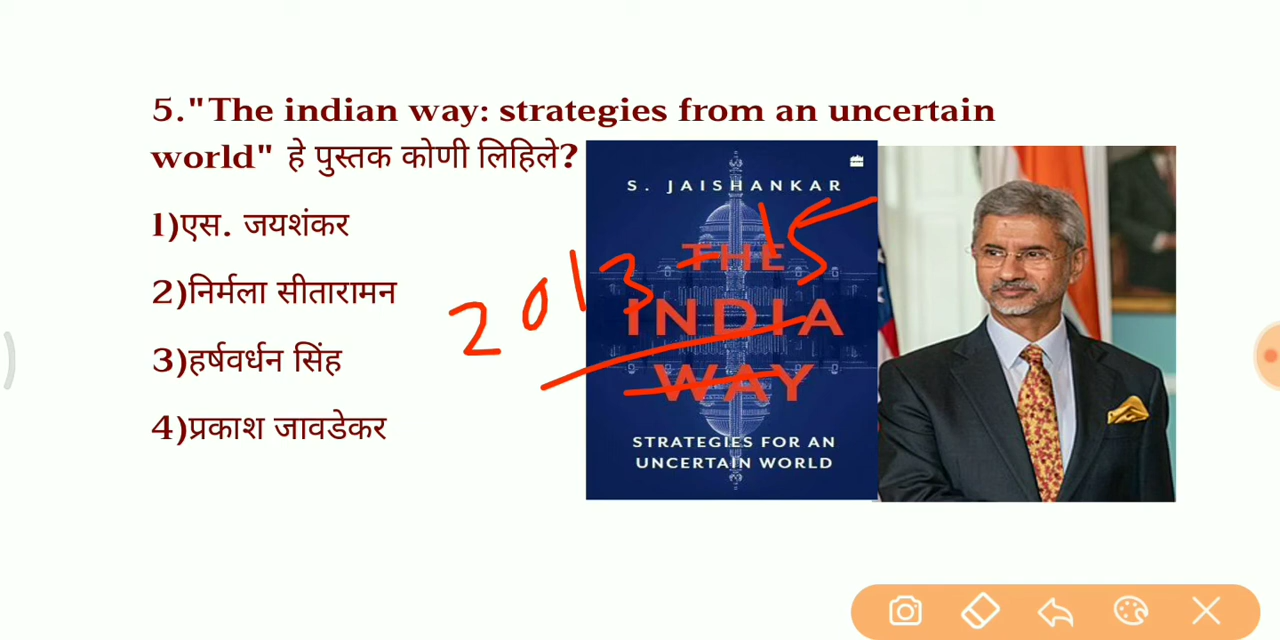 5."The indian way: strategies from an uncertain
world" हे पुस्तक कोणी लिहिले?
1)एस. जयशंकर
2)निर्मला सीतारामन
3)हर्षवर्धन सिंह
4)प्रकाश जावडेकर
S. JAISHANKAR
THE
INDIA
WAY
STRATEGIES FOR AN
UNCERTAIN WORLD
2013
15